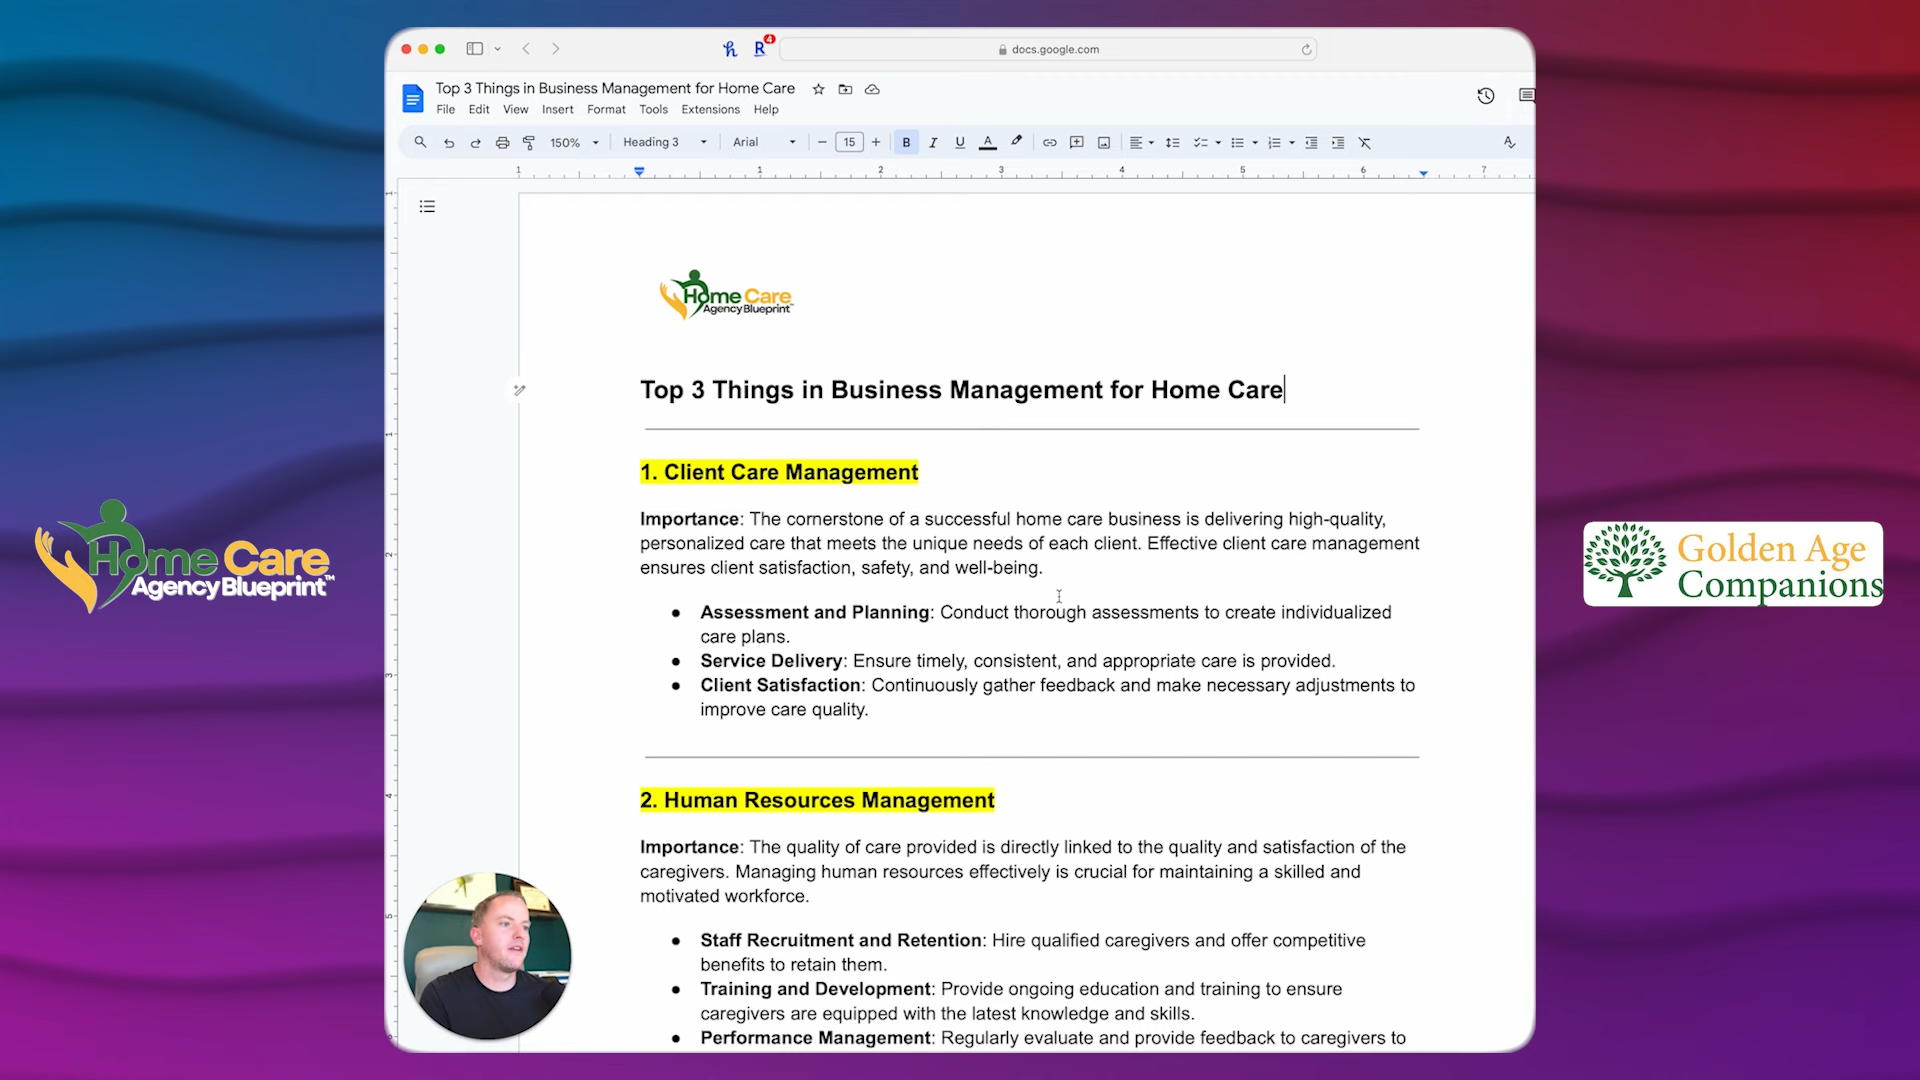 docs.google.com
Top 3 Things in Business Management for Home Care
File Edit View Insert Format Tools Extensions Help
150% Heading 3 Arial 15
1 1 2 3 4 5 6 7
Home Care
Agency Blueprint™
Top 3 Things in Business Management for Home Care
1. Client Care Management
Importance: The cornerstone of a successful home care business is delivering high-quality,
personalized care that meets the unique needs of each client. Effective client care management
ensures client satisfaction, safety, and well-being.
● Assessment and Planning: Conduct thorough assessments to create individualized
care plans.
● Service Delivery: Ensure timely, consistent, and appropriate care is provided.
● Client Satisfaction: Continuously gather feedback and make necessary adjustments to
improve care quality.
2. Human Resources Management
Importance: The quality of care provided is directly linked to the quality and satisfaction of the
caregivers. Managing human resources effectively is crucial for maintaining a skilled and
motivated workforce.
● Staff Recruitment and Retention: Hire qualified caregivers and offer competitive
benefits to retain them.
● Training and Development: Provide ongoing education and training to ensure
caregivers are equipped with the latest knowledge and skills.
● Performance Management: Regularly evaluate and provide feedback to caregivers to
Home Care
Agency Blueprint™
Golden Age
Companions